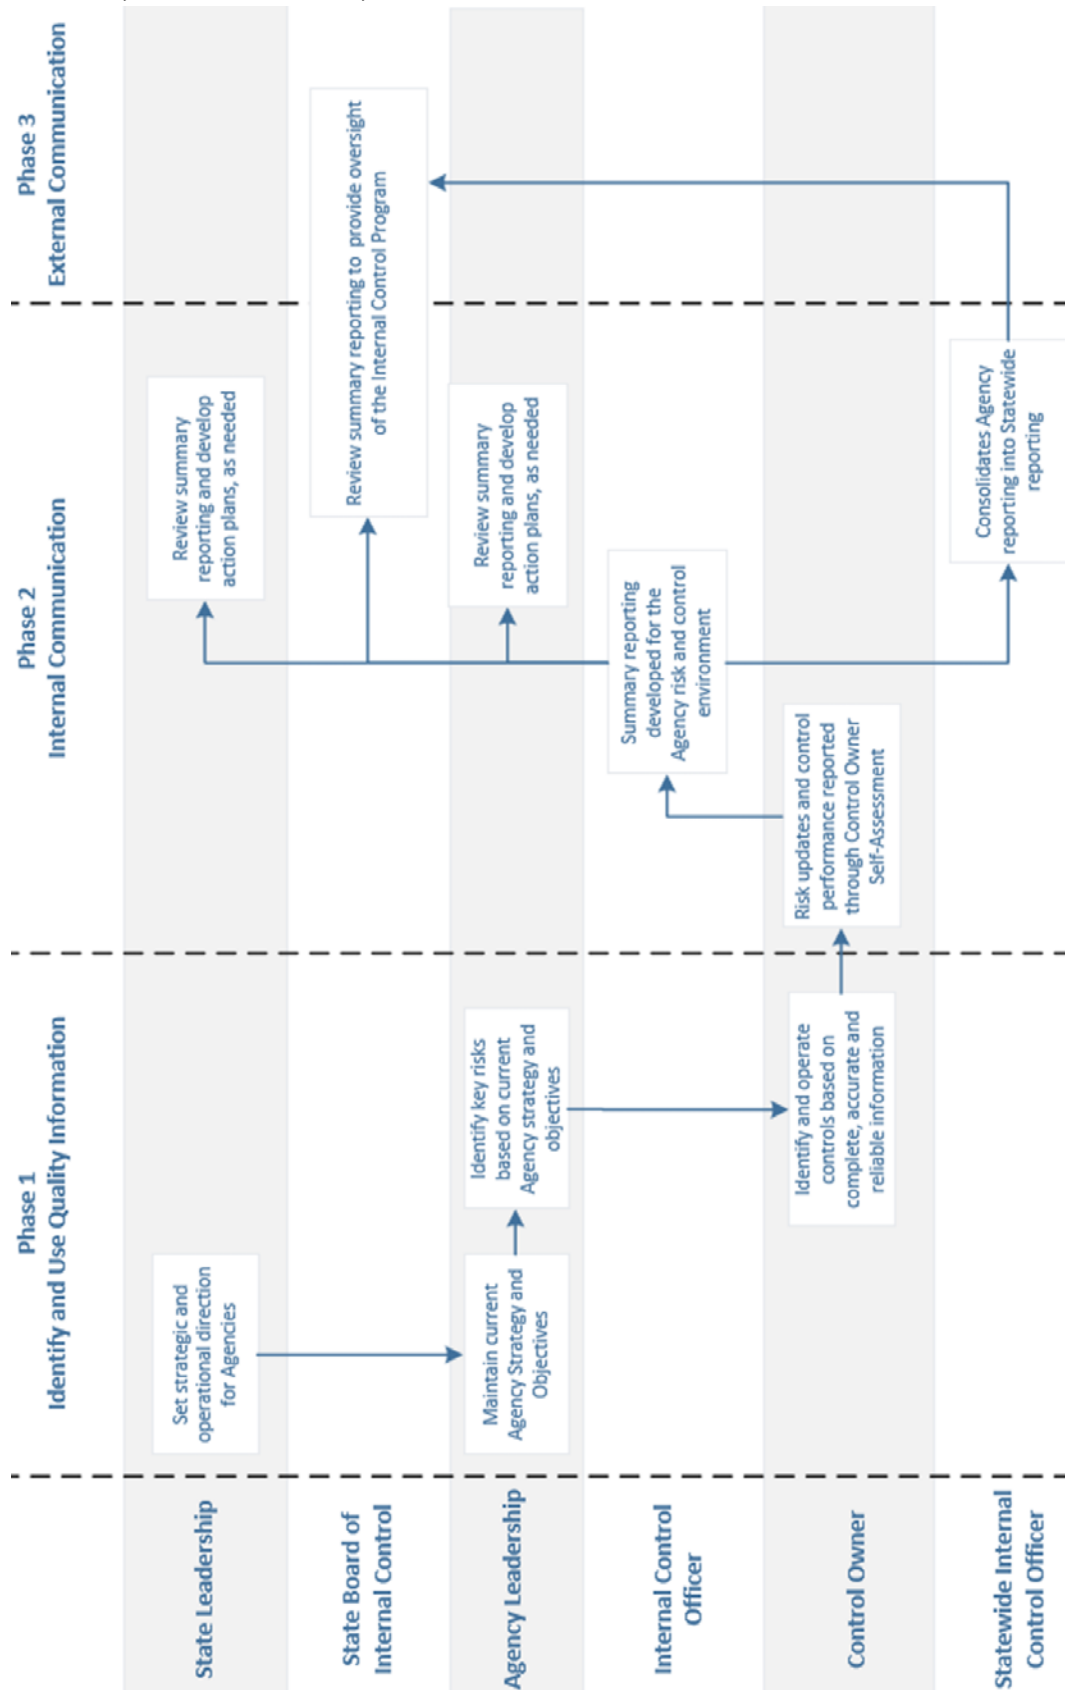 Phase 1
Identify and Use Quality Information
Phase 2
Internal Communication
Phase 3
External Communication
State Leadership
Set strategic and
operational direction
for Agencies
Review summary
reporting and develop
action plans, as needed
State Board of
Internal Control
Review summary reporting to provide oversight
of the Internal Control Program
Agency Leadership
Maintain current
Agency Strategy and
Objectives
Identify key risks
based on current
Agency strategy and
objectives
Review summary
reporting and develop
action plans, as needed
Internal Control
Officer
Summary reporting
developed for the
Agency risk and control
environment
Control Owner
Identify and operate
controls based on
complete, accurate and
reliable information
Risk updates and control
performance reported
through Control Owner
Self-Assessment
Statewide Internal
Control Officer
Consolidates Agency
reporting into Statewide
reporting